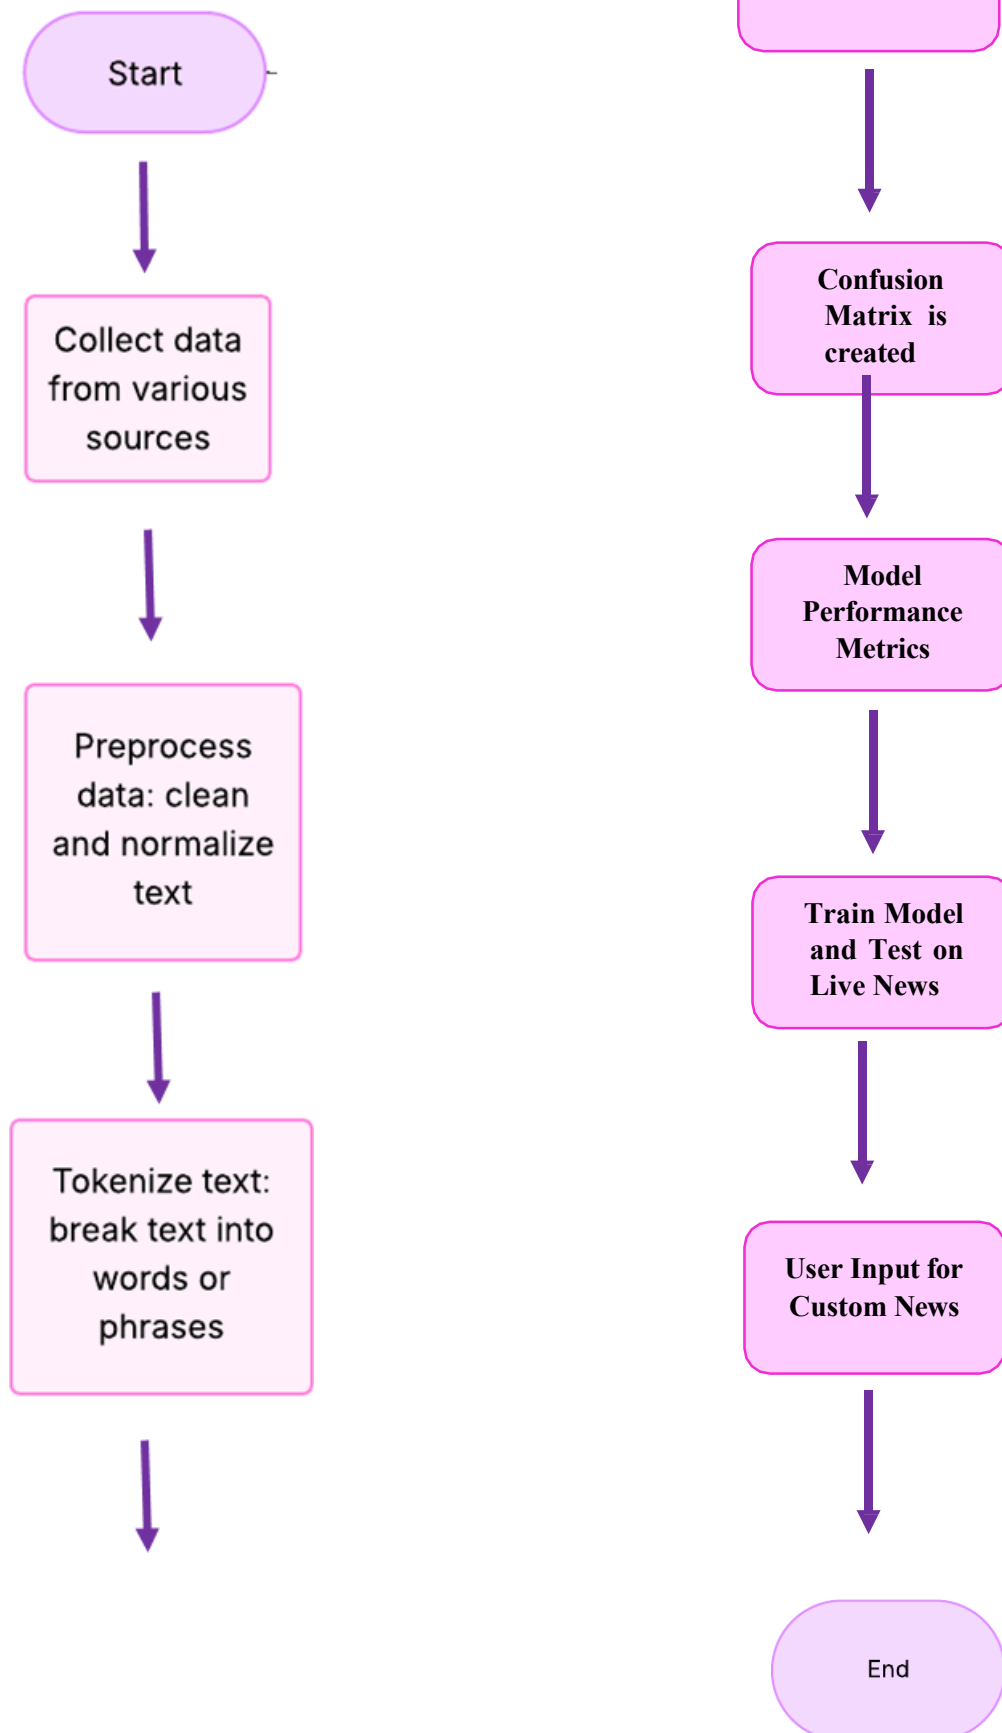 Start
Collect data
from various
sources
Preprocess
data: clean
and normalize
text
Tokenize text:
break text into
words or
phrases
Confusion
Matrix is
created
Model
Performance
Metrics
Train Model
and Test on
Live News
User Input for
Custom News
End